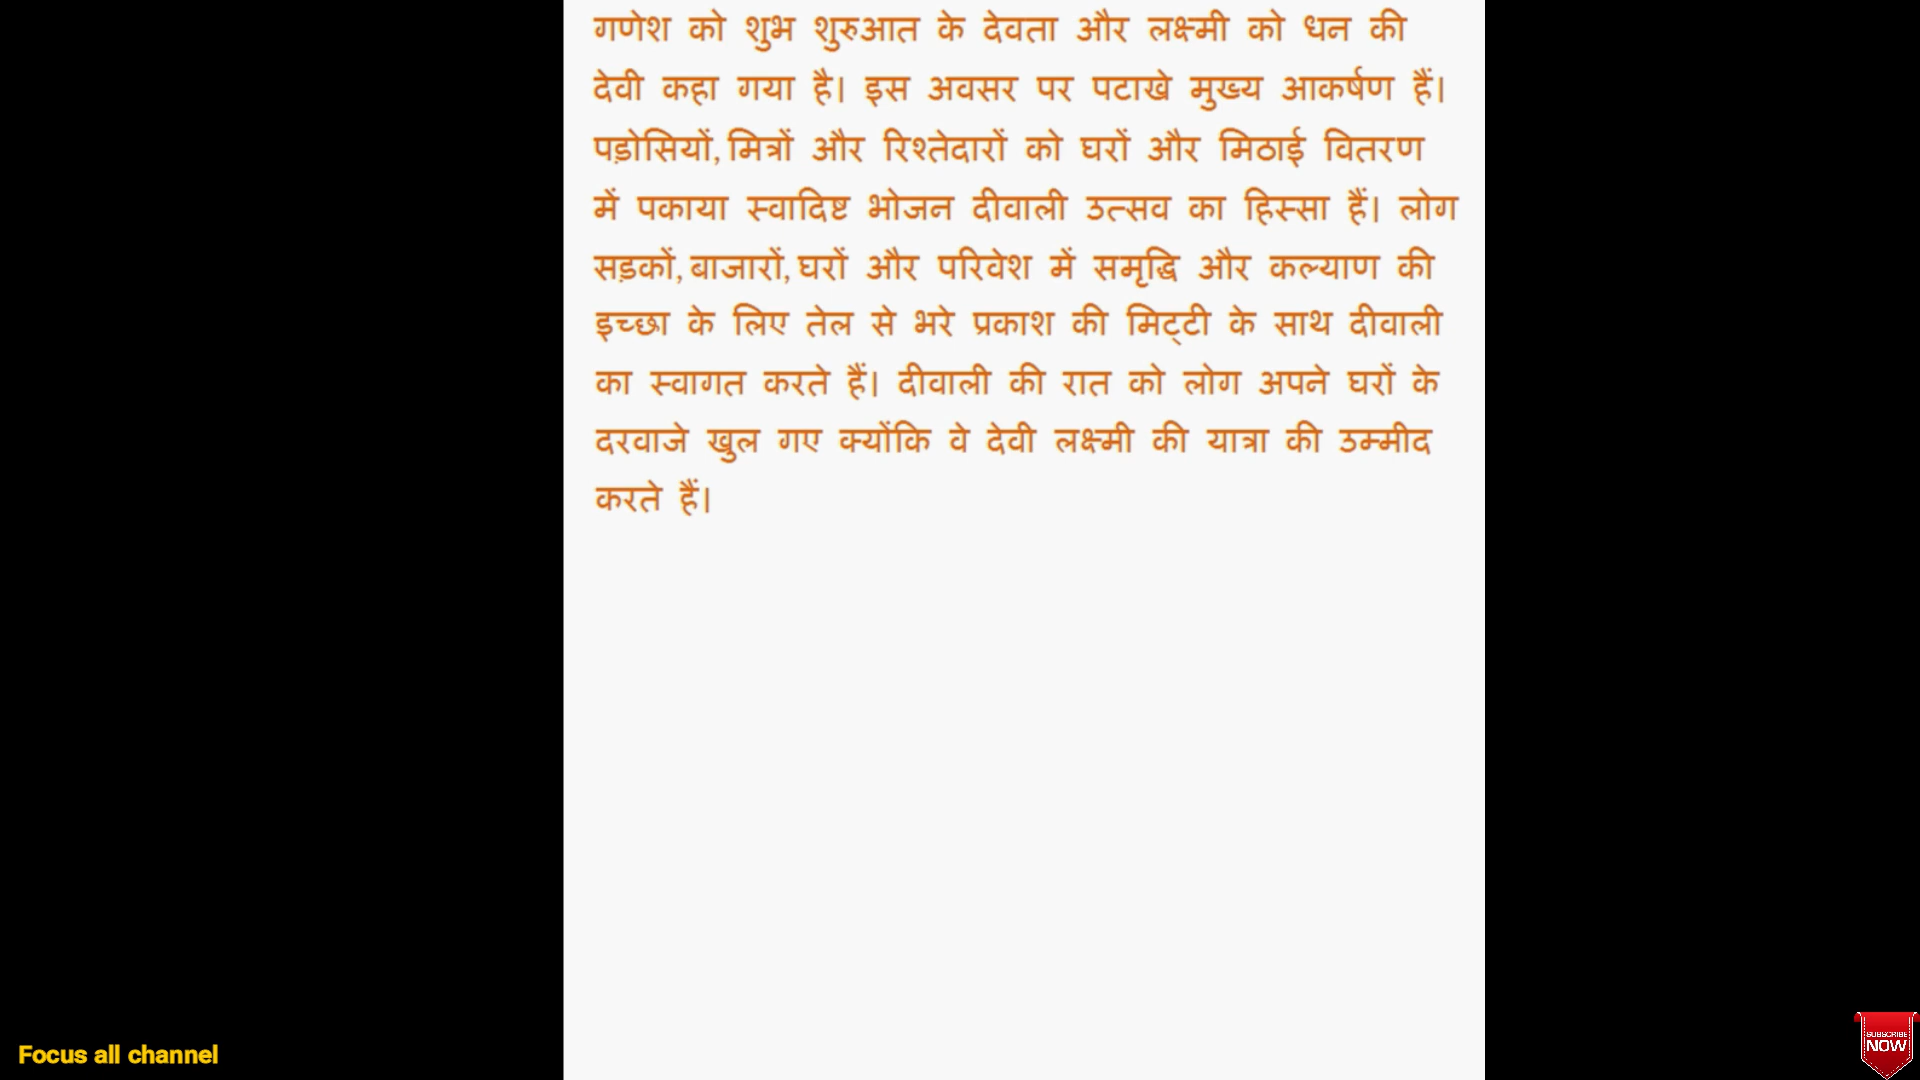 गणेश को शुभ शुरुआत के देवता और लक्ष्मी को धन की
देवी कहा गया है। इस अवसर पर पटाखे मुख्य आकर्षण हैं।
पड़ोसियों, मित्रों और रिश्तेदारों को घरों और मिठाई वितरण
में पकाया स्वादिष्ट भोजन दीवाली उत्सव का हिस्सा हैं। लोग
सड़कों, बाजारों, घरों और परिवेश में समृद्धि और कल्याण की
इच्छा के लिए तेल से भरे प्रकाश की मिट्टी के साथ दीवाली
का स्वागत करते हैं। दीवाली की रात को लोग अपने घरों के
दरवाजे खुल गए क्योंकि वे देवी लक्ष्मी की यात्रा की उम्मीद
करते हैं।
Focus all channel
SUBSCRIBE
NOW